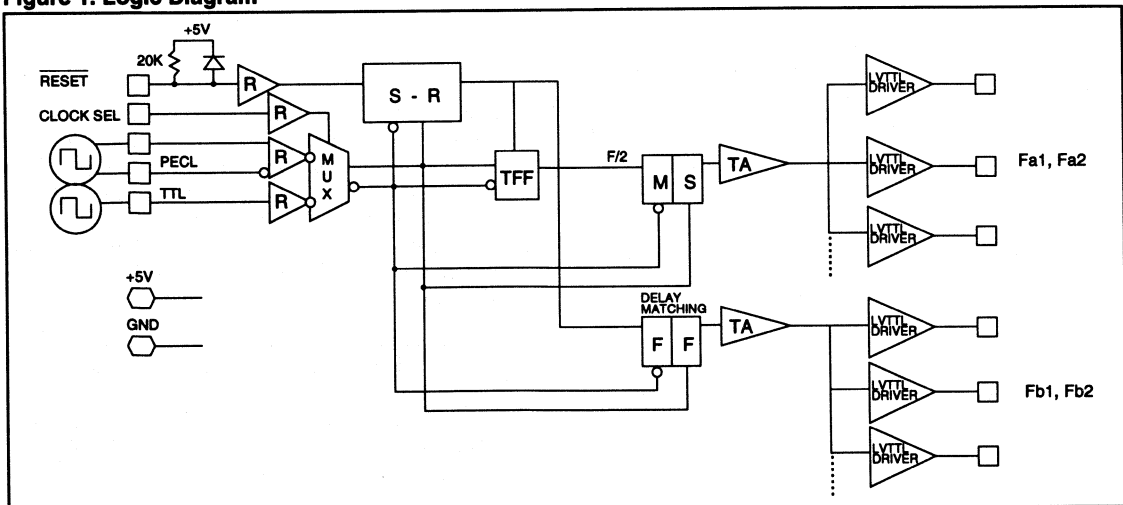 Figure 1. Logic Diagram
+5V
20K
RESET
R
S - R
CLOCK SEL
R
PECL
R
MUX
TFF
F/2
M S
TA
LVTTL DRIVER
LVTTL DRIVER
Fa1, Fa2
TTL
R
LVTTL DRIVER
+5V
GND
DELAY
MATCHING
F F
TA
LVTTL DRIVER
LVTTL DRIVER
Fb1, Fb2
LVTTL DRIVER